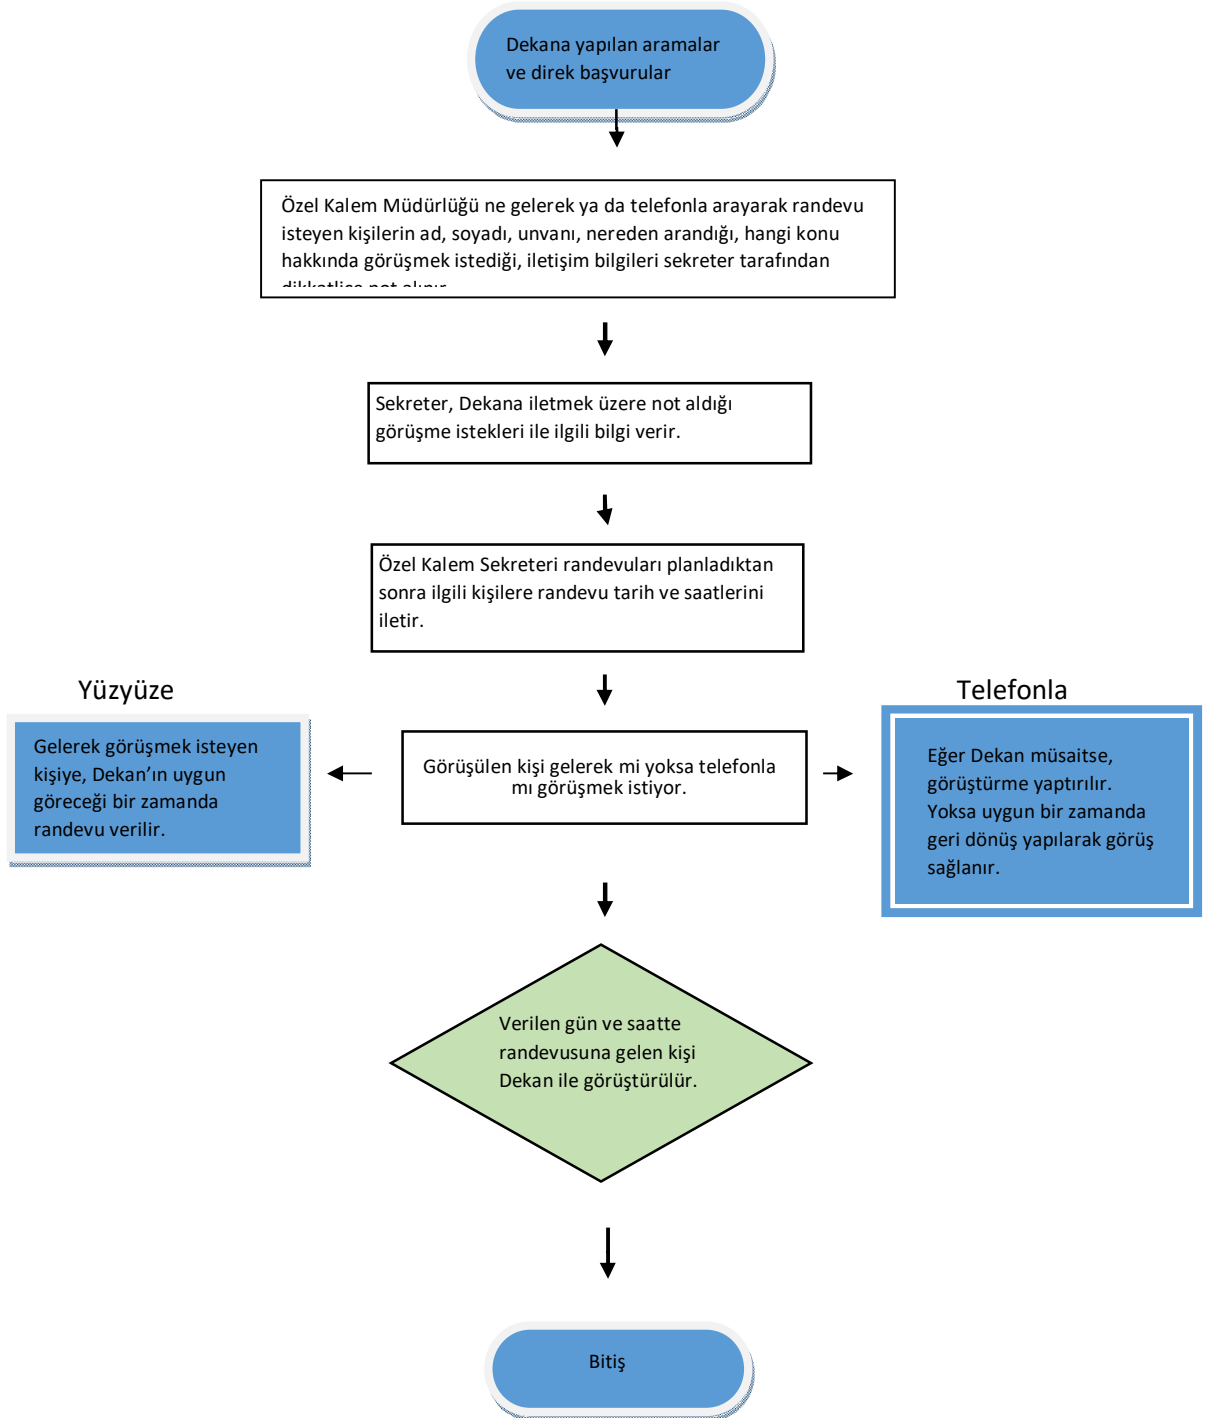 Dekana yapılan aramalar
ve direk başvurular
Özel Kalem Müdürlüğü ne gelerek ya da telefonla arayarak randevu
isteyen kişilerin ad, soyadı, unvanı, nereden arandığı, hangi konu
hakkında görüşmek istediği, iletişim bilgileri sekreter tarafından
dikkatlice not alınır
Sekreter, Dekana iletmek üzere not aldığı
görüşme istekleri ile ilgili bilgi verir.
Özel Kalem Sekreteri randevuları planladıktan
sonra ilgili kişilere randevu tarih ve saatlerini
iletir.
Yüzyüze
Telefonla
Gelerek görüşmek isteyen
kişiye, Dekan’ın uygun
göreceği bir zamanda
randevu verilir.
Görüşülen kişi gelerek mi yoksa telefonla
mı görüşmek istiyor.
Eğer Dekan müsaitse,
görüştürme yaptırılır.
Yoksa uygun bir zamanda
geri dönüş yapılarak görüş
sağlanır.
Verilen gün ve saatte
randevusuna gelen kişi
Dekan ile görüştürülür.
Bitiş